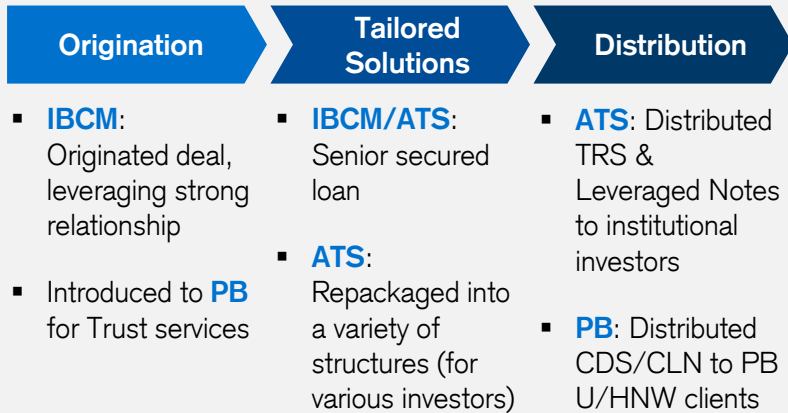 Origination
▪ IBCM:
Originated deal,
leveraging strong
relationship
▪ Introduced to PB
for Trust services
Tailored
Solutions
▪ IBCM/ATS:
Senior secured
loan
▪ ATS:
Repackaged into
a variety of
structures (for
various investors)
Distribution
▪ ATS: Distributed
TRS &
Leveraged Notes
to institutional
investors
▪ PB: Distributed
CDS/CLN to PB
U/HNW clients